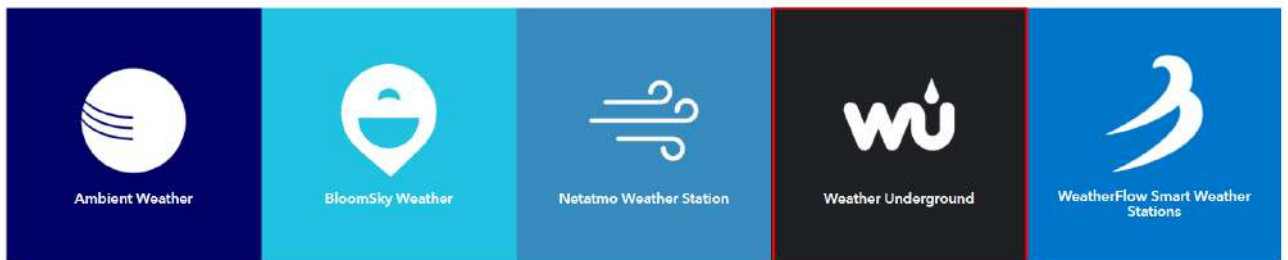 wu
Ambient Weather
BloomSky Weather
Netatmo Weather Station
Weather Underground
WeatherFlow Smart Weather
Stations